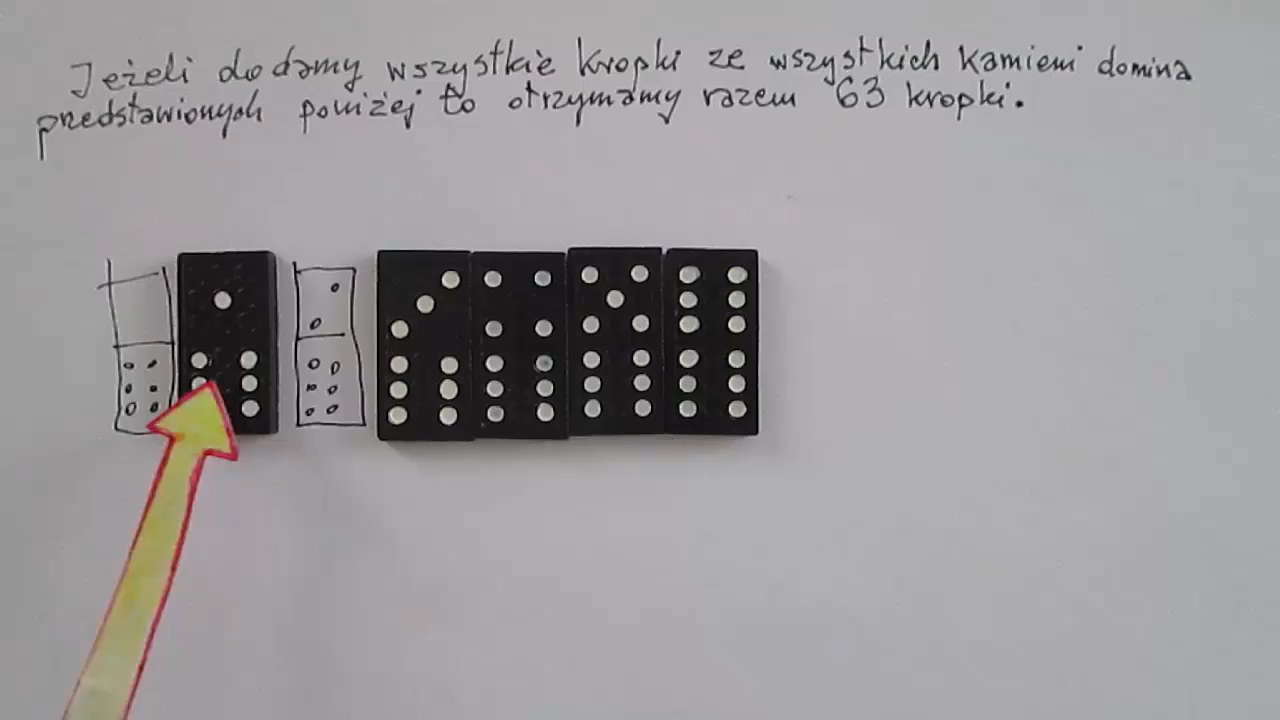 Jeżeli dodamy wszystkie kropki ze wszystkich kamieni domina
przedstawionych poniżej to otrzymamy razem 63 kropki.